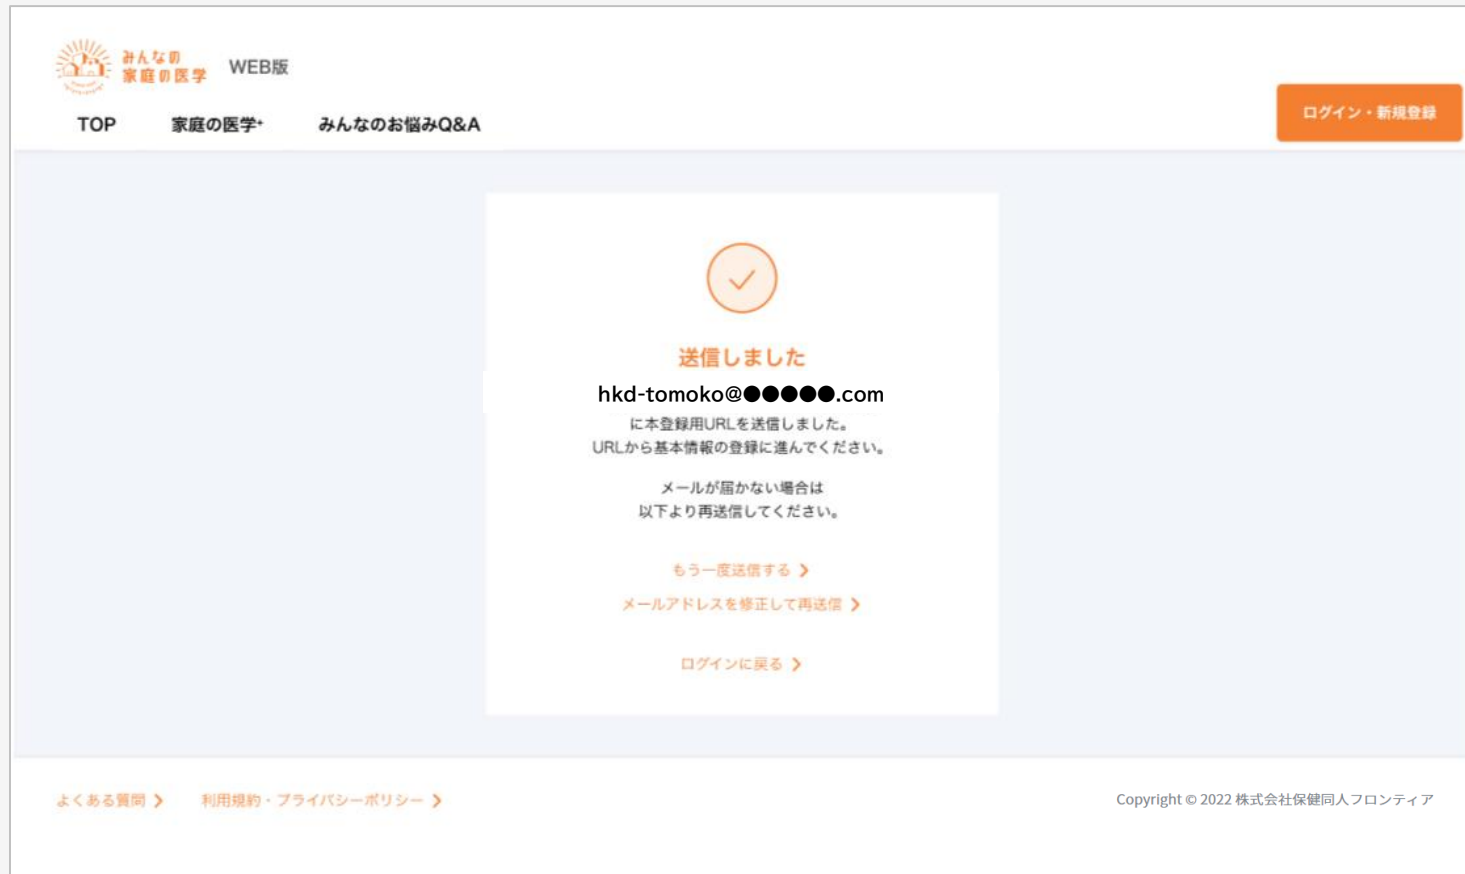 みんなの
家庭の医学
WEB版
TOP
家庭の医学+
みんなのお悩みQ&A
ログイン・新規登録
送信しました
hkd-tomoko@●●●●●.com
に本登録用URLを送信しました。
URLから基本情報の登録に進んでください。
メールが届かない場合は
以下より再送信してください。
もう一度送信する
メールアドレスを修正して再送信
ログインに戻る
よくある質問
利用規約・プライバシーポリシー
Copyright © 2022 株式会社保健同人フロンティア